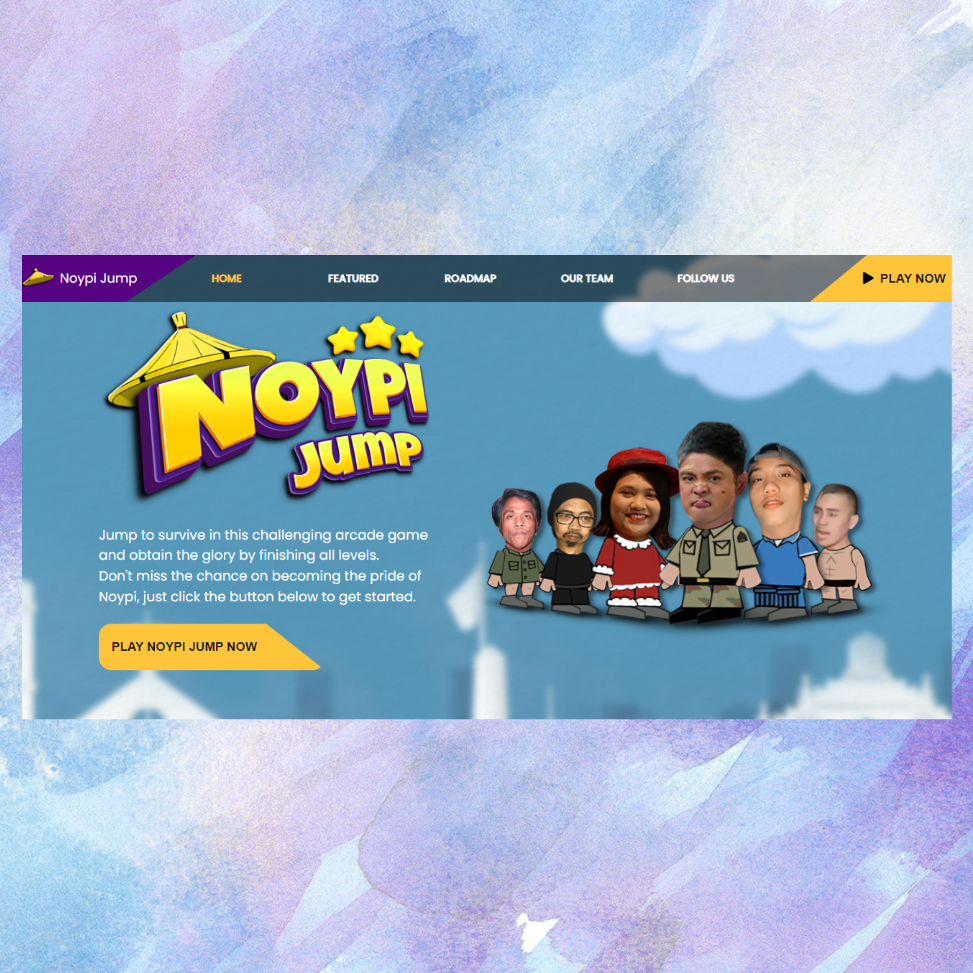 Noypi Jump
HOME
FEATURED
ROADMAP
OUR TEAM
FOLLOW US
PLAY NOW
NOYPI
Jump
Jump to survive in this challenging arcade game
and obtain the glory by finishing all levels.
Don't miss the chance on becoming the pride of
Noypi, just click the button below to get started.
PLAY NOYPI JUMP NOW